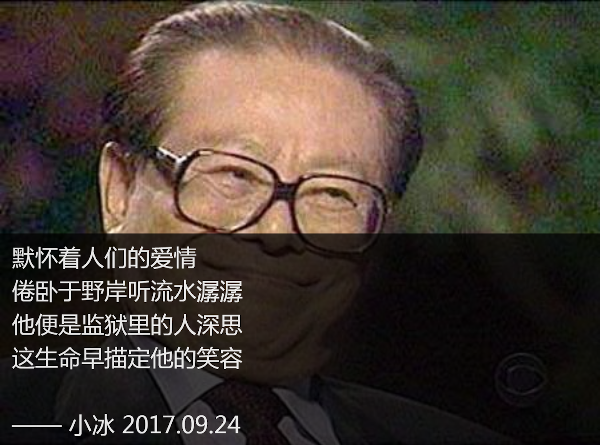 默怀着人们的爱情
倦卧于野岸听流水潺潺
他便是监狱里的人深思
这生命早描定他的笑容
—— 小冰 2017.09.24